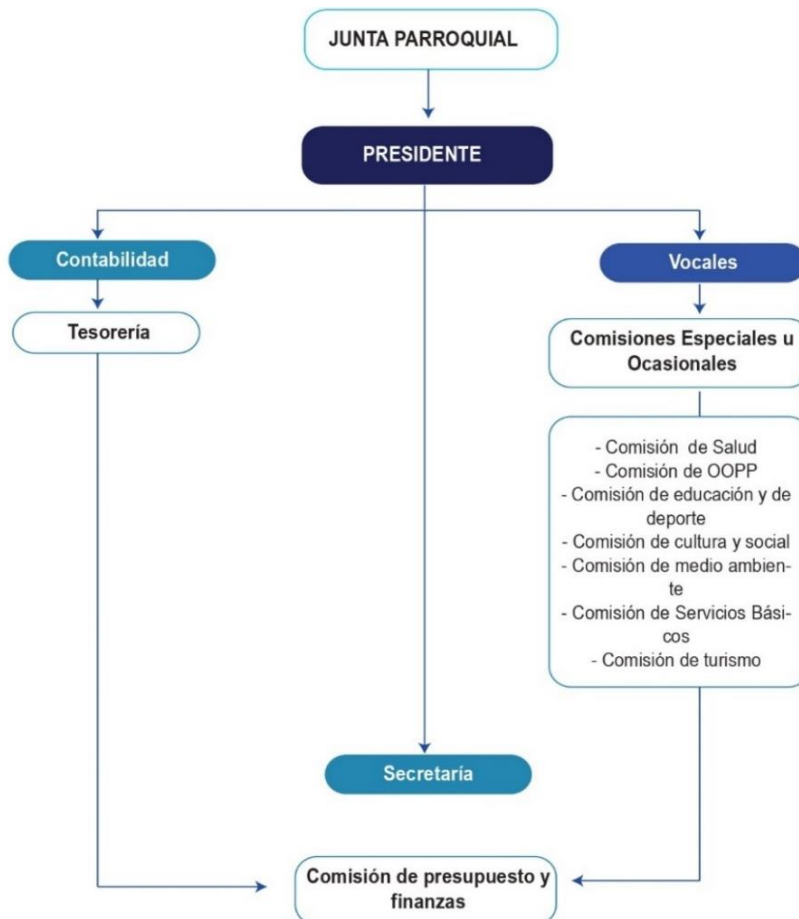 JUNTA PARROQUIAL
PRESIDENTE
Contabilidad
Vocales
Tesorería
Comisiones Especiales u
Ocasionales
- Comisión de Salud
- Comisión de OOPP
- Comisión de educación y de
deporte
- Comisión de cultura y social
- Comisión de medio ambien-
te
- Comisión de Servicios Bási-
cos
- Comisión de turismo
Secretaría
Comisión de presupuesto y
finanzas